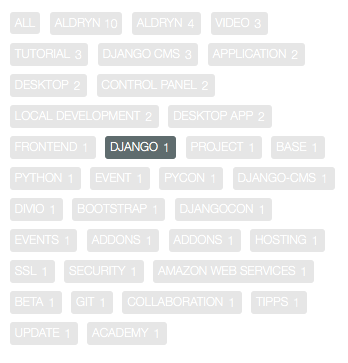 ALL ALDRYN 10 ALDRYN 4 VIDEO 3
TUTORIAL 3 DJANGO CMS 3 APPLICATION 2
DESKTOP 2 CONTROL PANEL 2
LOCAL DEVELOPMENT 2 DESKTOP APP 2
FRONTEND 1 DJANGO 1 PROJECT 1 BASE 1
PYTHON 1 EVENT 1 PYCON 1 DJANGO-CMS 1
DIVIO 1 BOOTSTRAP 1 DJANGOCON 1
EVENTS 1 ADDONS 1 ADDONS 1 HOSTING 1
SSL 1 SECURITY 1 AMAZON WEB SERVICES 1
BETA 1 GIT 1 COLLABORATION 1 TIPPS 1
UPDATE 1 ACADEMY 1